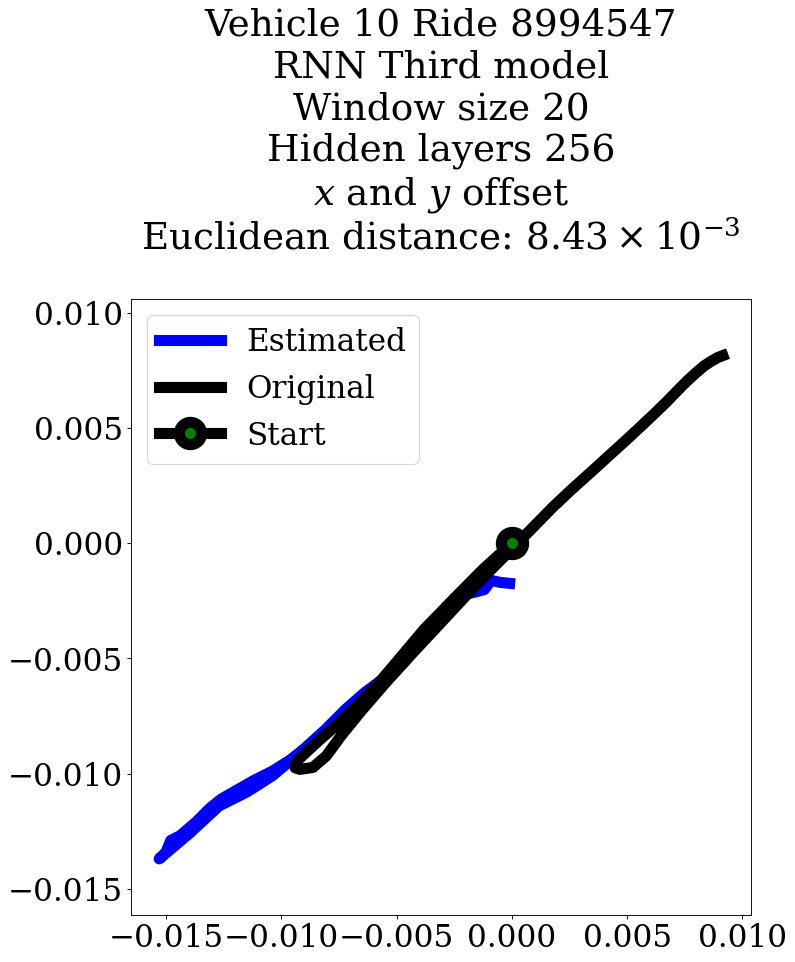 Vehicle 10 Ride 8994547
RNN Third model
Window size 20
Hidden layers 256
x and y offset
Euclidean distance: 8.43 × 10⁻³
Estimated
Original
Start
0.010
0.005
0.000
−0.005
−0.010
−0.015
−0.015 −0.010 −0.005 0.000 0.005 0.010